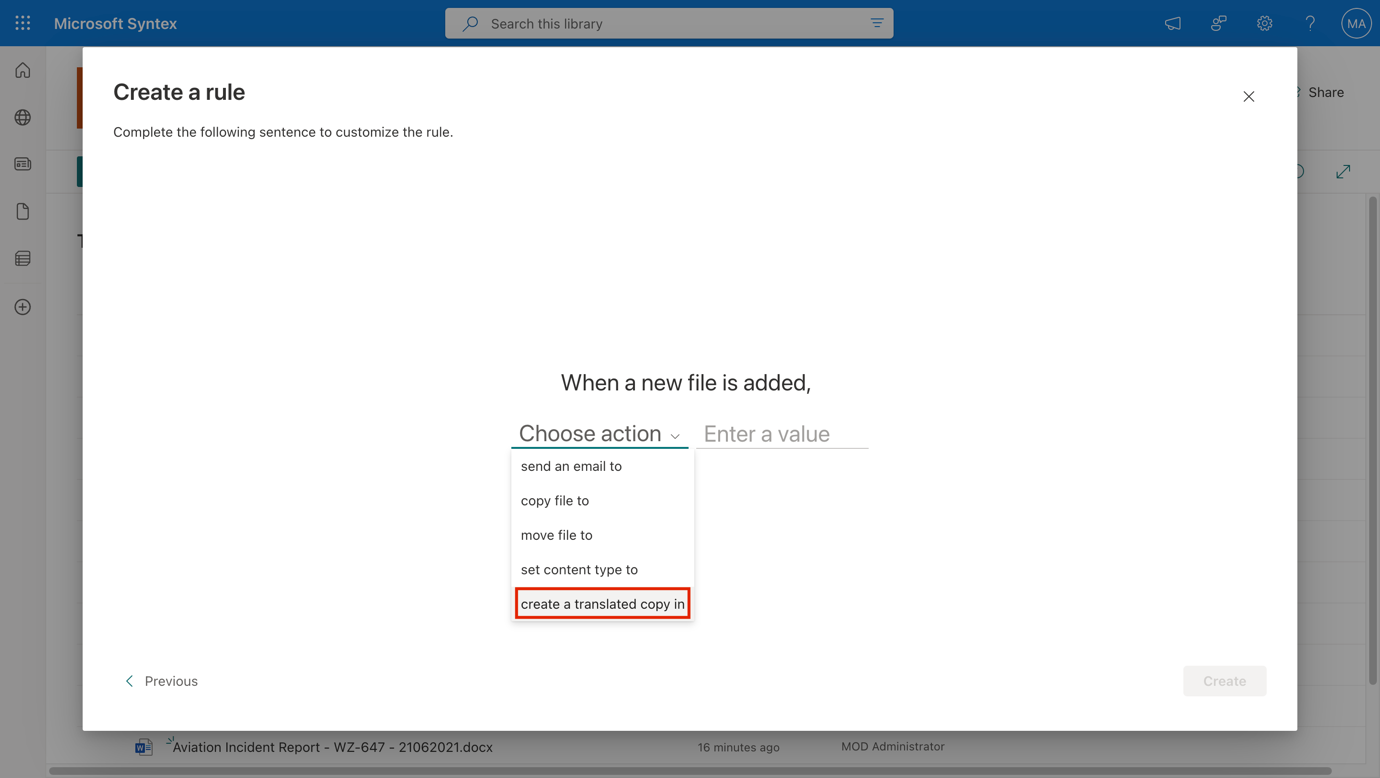 Microsoft Syntex
Search this library
MA
Create a rule
Share
Complete the following sentence to customize the rule.
When a new file is added,
Choose action
Enter a value
send an email to
copy file to
move file to
set content type to
create a translated copy in
Previous
Create
Aviation Incident Report - WZ-647 - 21062021.docx
16 minutes ago
MOD Administrator